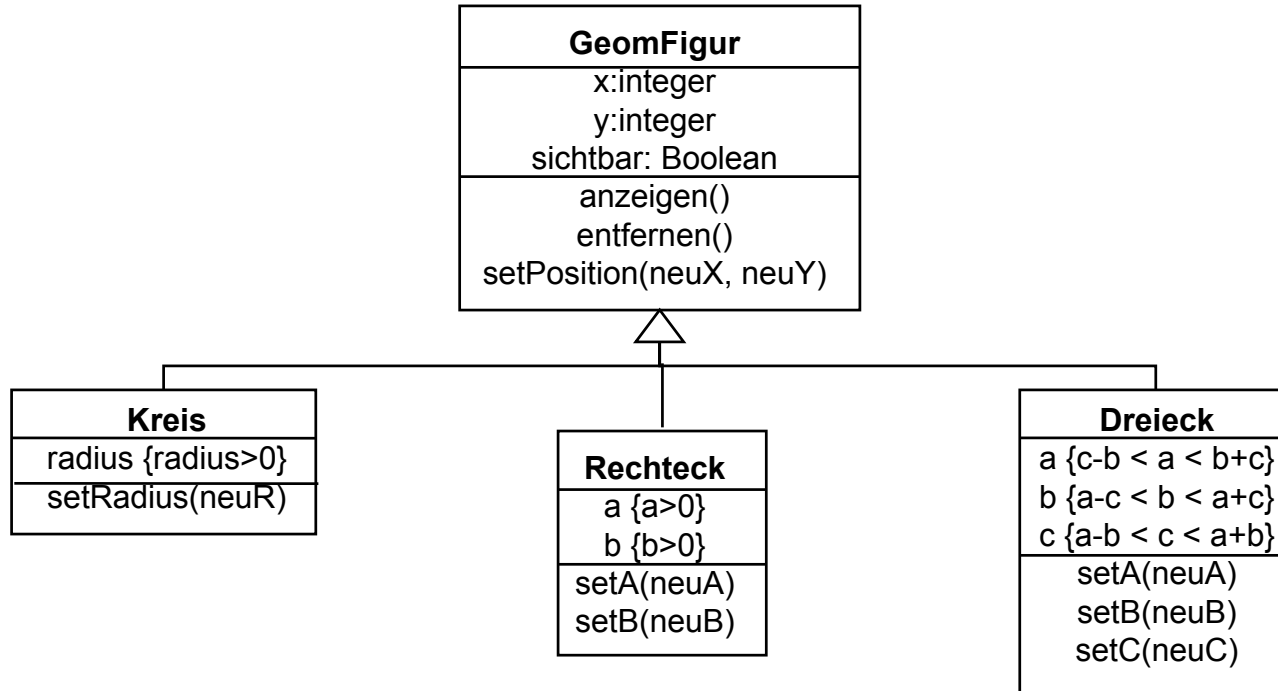 GeomFigur
x:integer
y:integer
sichtbar: Boolean
anzeigen()
entfernen()
setPosition(neuX, neuY)
Kreis
radius {radius>0}
setRadius(neuR)
Rechteck
a {a>0}
b {b>0}
setA(neuA)
setB(neuB)
Dreieck
a {c-b < a < b+c}
b {a-c < b < a+c}
c {a-b < c < a+b}
setA(neuA)
setB(neuB)
setC(neuC)